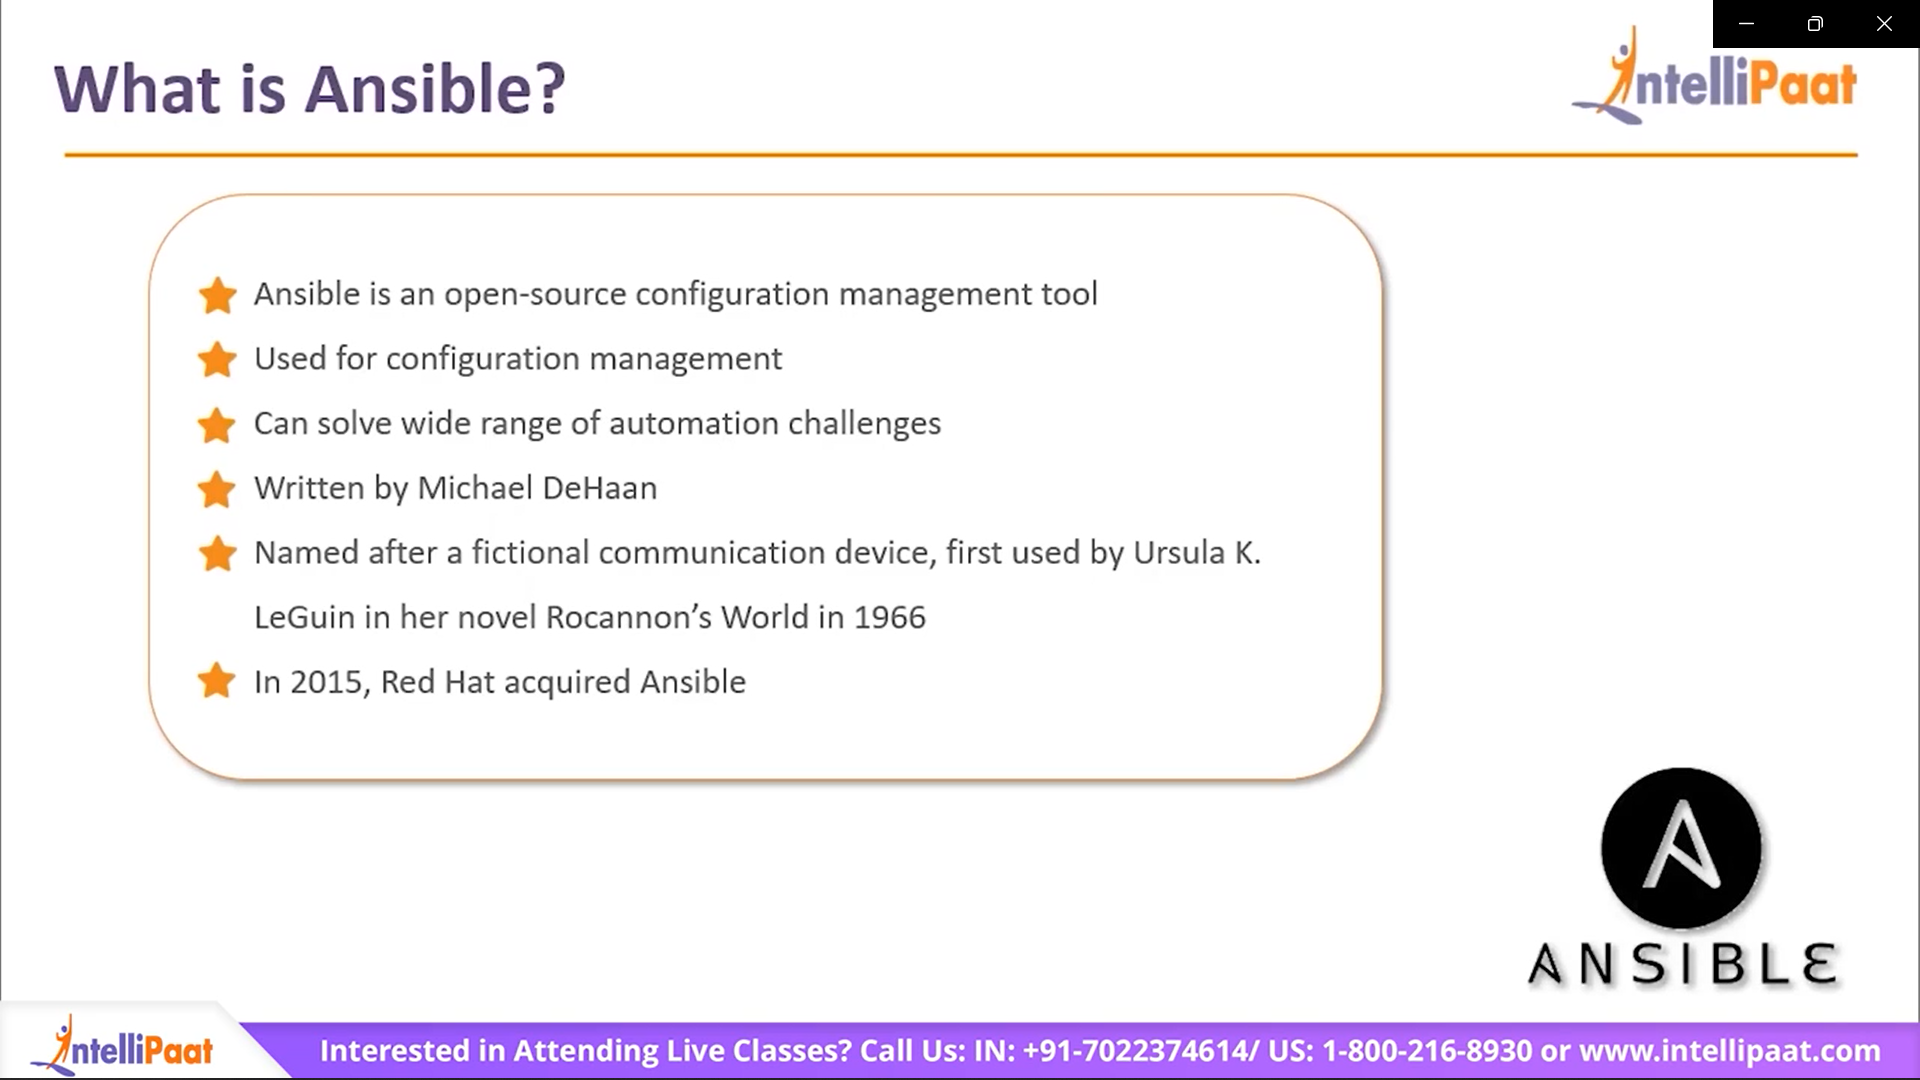 What is Ansible?
IntelliPaat
Ansible is an open-source configuration management tool
Used for configuration management
Can solve wide range of automation challenges
Written by Michael DeHaan
Named after a fictional communication device, first used by Ursula K.
LeGuin in her novel Rocannon’s World in 1966
In 2015, Red Hat acquired Ansible
A
ANSIBLE
IntelliPaat
Interested in Attending Live Classes? Call Us: IN: +91-7022374614/ US: 1-800-216-8930 or www.intellipaat.com